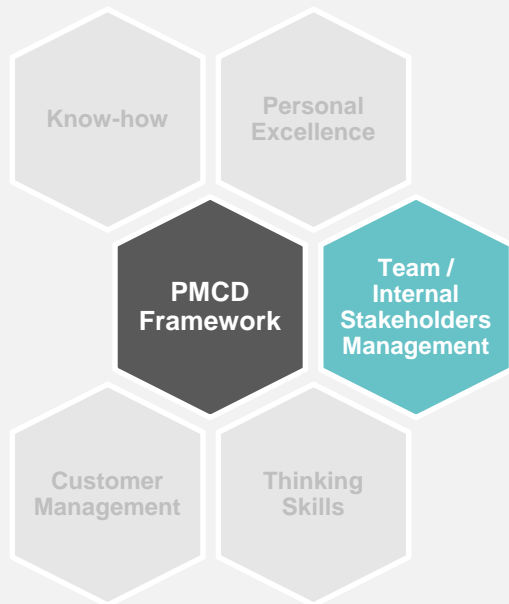 Know-how
Personal
Excellence
PMCD
Framework
Team /
Internal
Stakeholders
Management
Customer
Management
Thinking
Skills